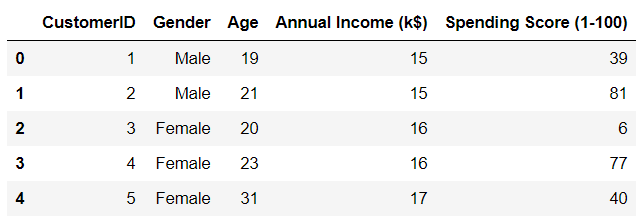 CustomerID Gender Age Annual Income (k$) Spending Score (1-100)
0 1 Male 19 15 39
1 2 Male 21 15 81
2 3 Female 20 16 6
3 4 Female 23 16 77
4 5 Female 31 17 40